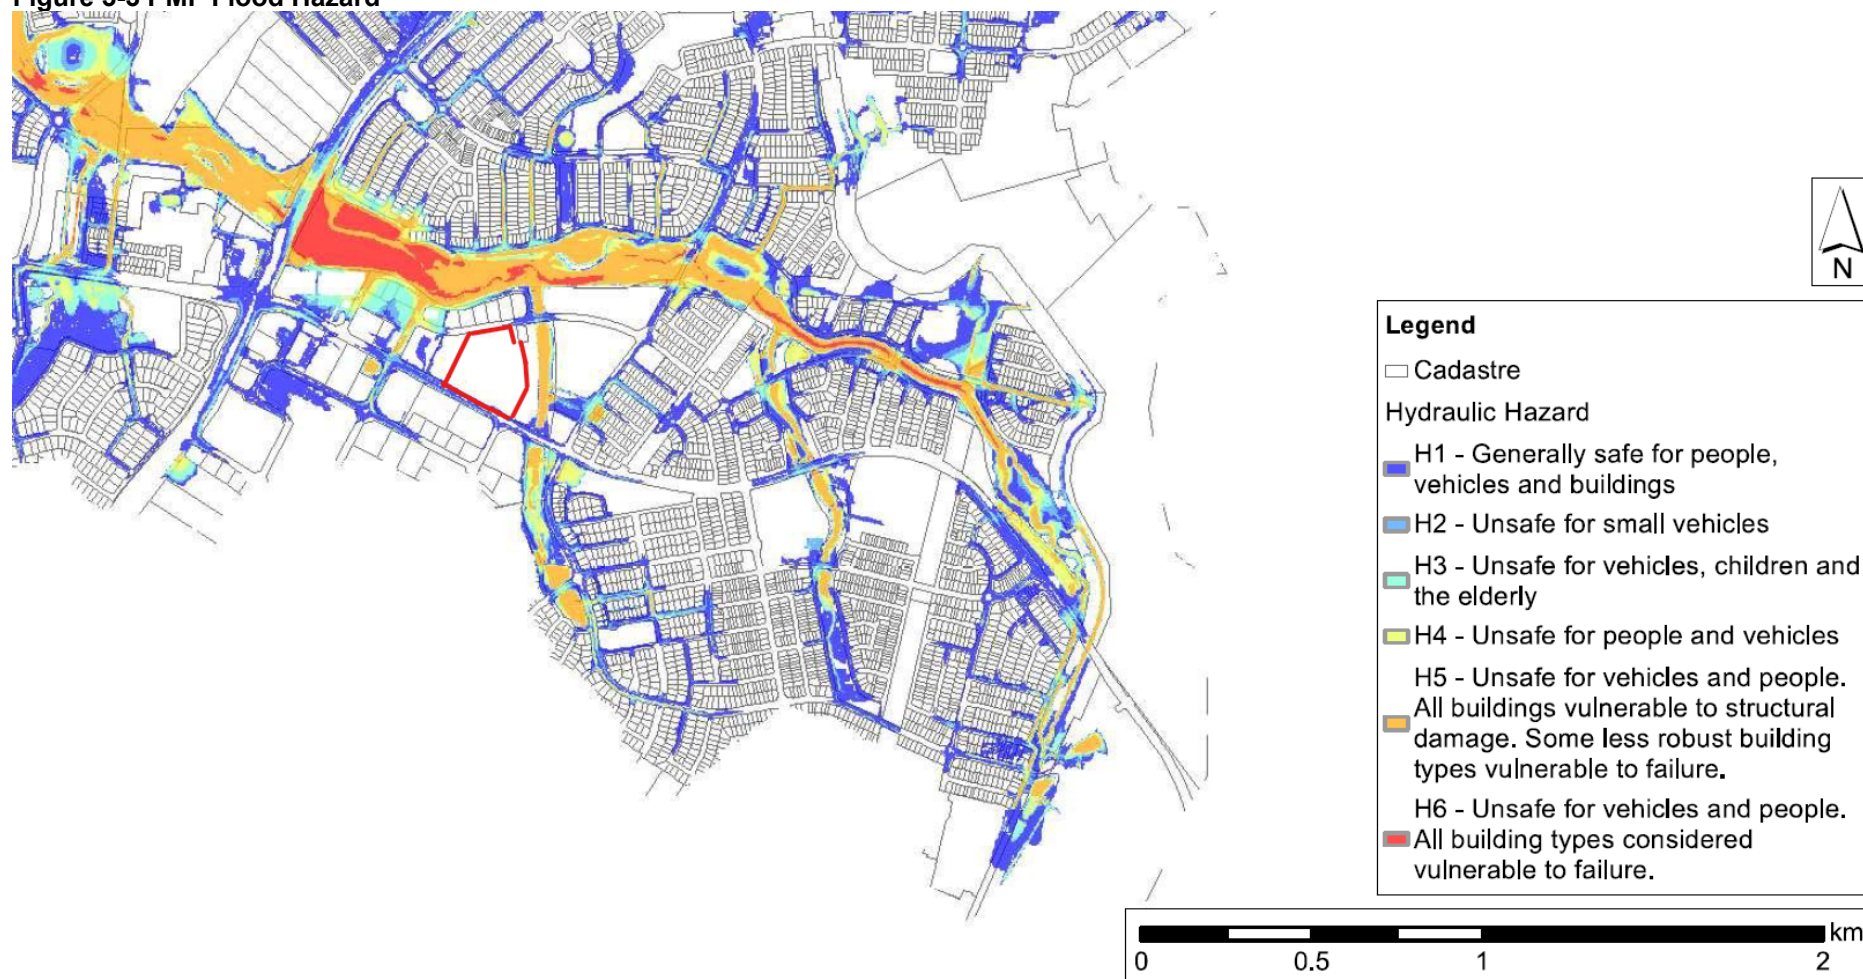 N
Legend
Cadastre
Hydraulic Hazard
H1 - Generally safe for people,
vehicles and buildings
H2 - Unsafe for small vehicles
H3 - Unsafe for vehicles, children and
the elderly
H4 - Unsafe for people and vehicles
H5 - Unsafe for vehicles and people.
All buildings vulnerable to structural
damage. Some less robust building
types vulnerable to failure.
H6 - Unsafe for vehicles and people.
All building types considered
vulnerable to failure.
km
0 0.5 1 2